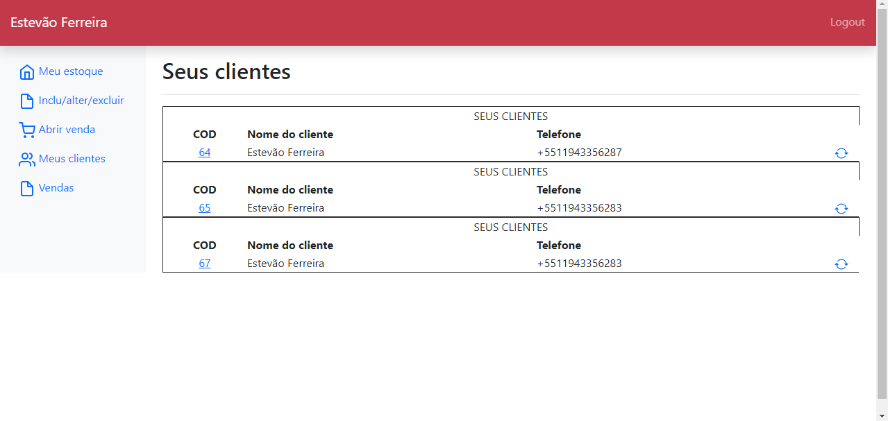 Estevão Ferreira
Logout
Meu estoque
Inclu/alter/excluir
Abrir venda
Meus clientes
Vendas
Seus clientes
SEUS CLIENTES
COD Nome do cliente Telefone
64 Estevão Ferreira +5511943356287
SEUS CLIENTES
COD Nome do cliente Telefone
65 Estevão Ferreira +5511943356283
SEUS CLIENTES
COD Nome do cliente Telefone
67 Estevão Ferreira +5511943356283